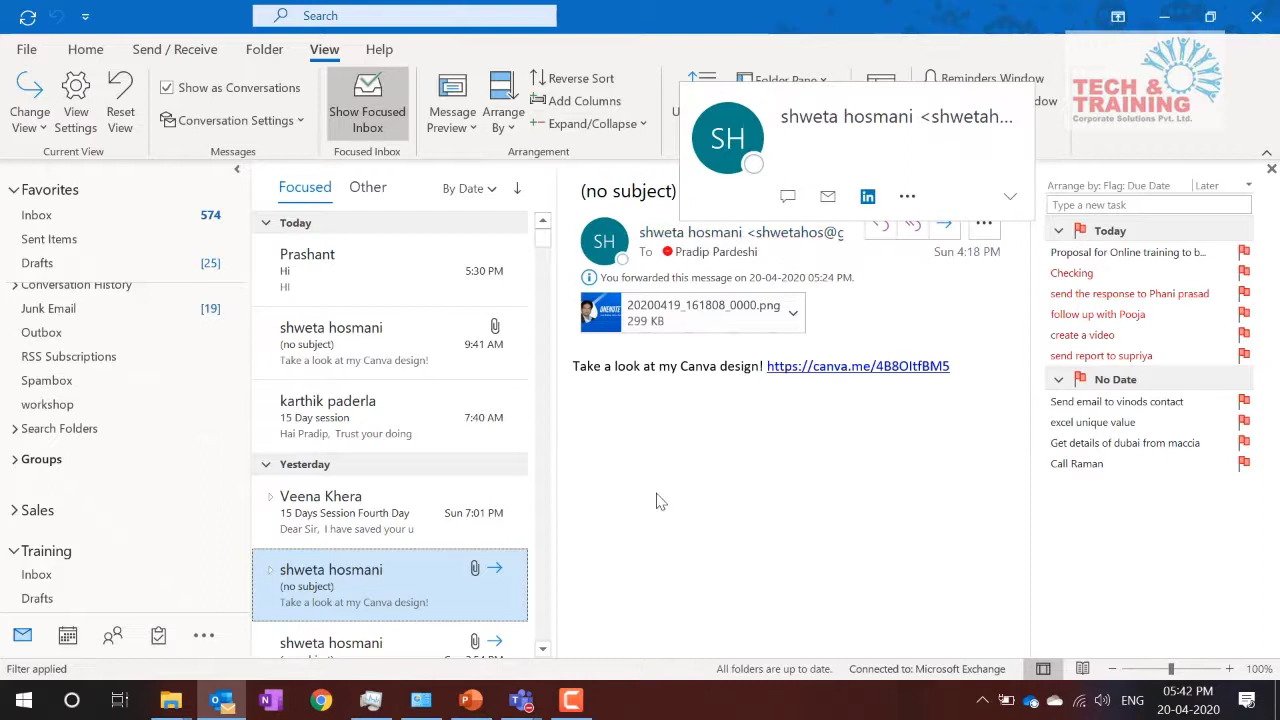 Search
File
Home
Send / Receive
Folder
View
Help
Change
View
View
Settings
Reset
View
Current View
Show as Conversations
Conversation Settings
Messages
Show Focused
Inbox
Focused Inbox
Message
Preview
Arrange
By
Reverse Sort
Add Columns
Expand/Collapse
Arrangement
Folder Pane
Reminders Window
SH
shweta hosmani <shwetah...
TECH &
TRAINING
Corporate Solutions Pvt. Ltd.
Favorites
Inbox 574
Sent Items
Drafts [25]
Conversation History
Junk Email [19]
Outbox
RSS Subscriptions
Spambox
workshop
Search Folders
Groups
Sales
Training
Inbox
Drafts
Focused
Other
By Date
Today
Prashant
Hi 5:30 PM
HI
shweta hosmani
(no subject) 9:41 AM
Take a look at my Canva design!
karthik paderla
15 Day session 7:40 AM
Hai Pradip, Trust your doing
Yesterday
Veena Khera
15 Days Session Fourth Day Sun 7:01 PM
Dear Sir, I have saved your u
shweta hosmani
(no subject)
Take a look at my Canva design!
shweta hosmani
(no subject)
SH
shweta hosmani <shwetahos@g
To Pradip Pardeshi
Sun 4:18 PM
You forwarded this message on 20-04-2020 05:24 PM.
20200419_161808_0000.png
299 KB
Take a look at my Canva design! https://canva.me/4B8OItfBM5
Arrange by: Flag: Due Date Later
Type a new task
Today
Proposal for Online training to b...
Checking
send the response to Phani prasad
follow up with Pooja
create a video
send report to supriya
No Date
Send email to vinods contact
excel unique value
Get details of dubai from maccia
Call Raman
Filter applied
All folders are up to date.
Connected to: Microsoft Exchange
100%
ENG
05:42 PM
20-04-2020